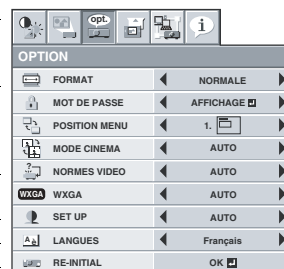 opt.
i
OPTION
FORMAT NORMALE
MOT DE PASSE AFFICHAGE
POSITION MENU 1.
MODE CINEMA AUTO
NORMES VIDEO AUTO
WXGA WXGA AUTO
SET UP AUTO
A a LANGUES Français
RE-INITIAL OK